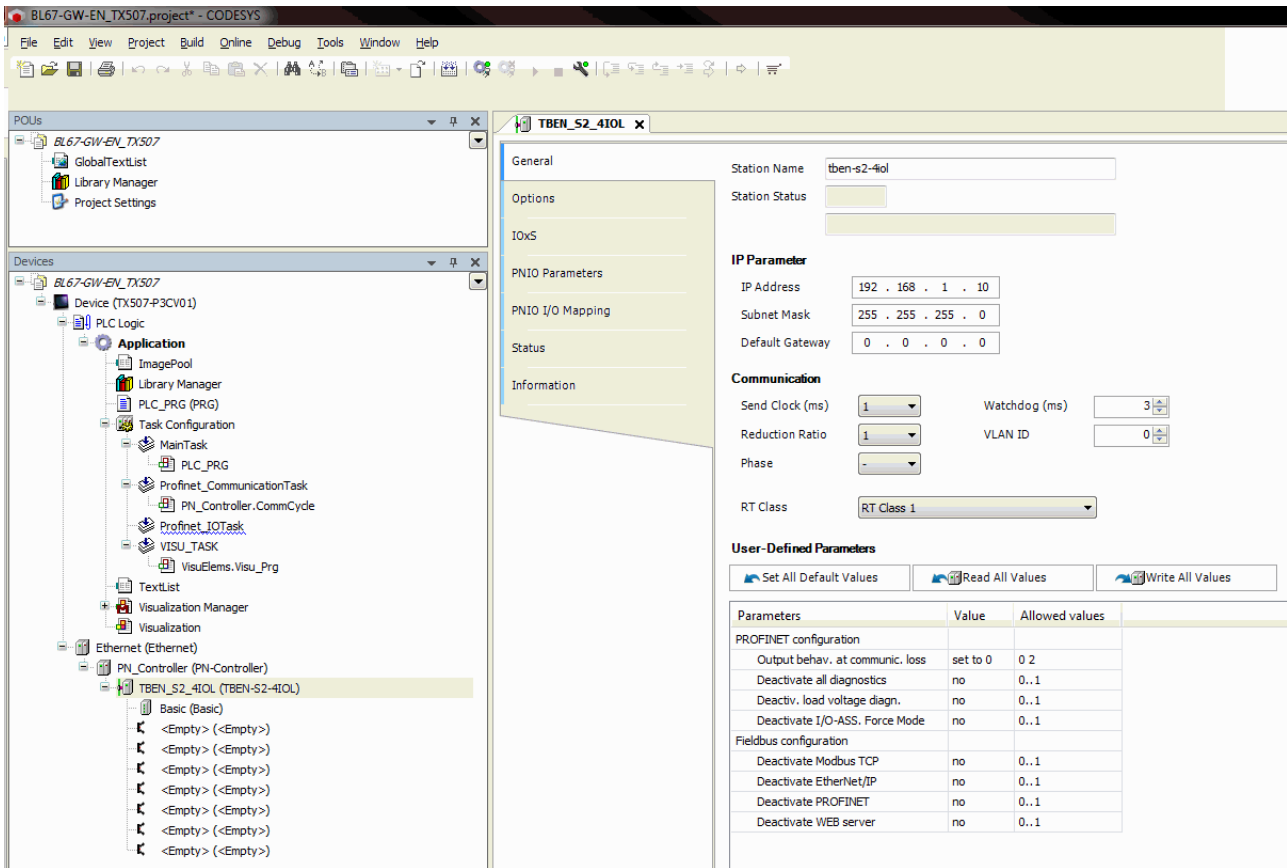 BL67-GW-EN_TX507.project* - CODESYS
File Edit View Project Build Online Debug Tools Window Help
POUs
BL67-GW-EN_TX507
GlobalTextList
Library Manager
Project Settings
Devices
BL67-GW-EN_TX507
Device (TX507-P3CV01)
PLC Logic
Application
ImagePool
Library Manager
PLC_PRG (PRG)
Task Configuration
MainTask
PLC_PRG
Profinet_CommunicationTask
PN_Controller.CommCycle
Profinet_IOTask
VISU_TASK
VisuElems.Visu_Prg
TextList
Visualization Manager
Visualization
Ethernet (Ethernet)
PN_Controller (PN-Controller)
TBEN_S2_4IOL (TBEN-S2-4IOL)
Basic (Basic)
<Empty> (<Empty>)
<Empty> (<Empty>)
<Empty> (<Empty>)
<Empty> (<Empty>)
<Empty> (<Empty>)
<Empty> (<Empty>)
<Empty> (<Empty>)
TBEN_S2_4IOL
General
Options
IOxS
PNIO Parameters
PNIO I/O Mapping
Status
Information
Station Name tben-s2-4iol
Station Status
IP Parameter
IP Address 192 . 168 . 1 . 10
Subnet Mask 255 . 255 . 255 . 0
Default Gateway 0 . 0 . 0 . 0
Communication
Send Clock (ms) 1 Watchdog (ms) 3
Reduction Ratio 1 VLAN ID 0
Phase -
RT Class RT Class 1
User-Defined Parameters
Set All Default Values Read All Values Write All Values
Parameters Value Allowed values
PROFINET configuration
Output behav. at communic. loss set to 0 0 2
Deactivate all diagnostics no 0..1
Deactiv. load voltage diagn. no 0..1
Deactivate I/O-ASS. Force Mode no 0..1
Fieldbus configuration
Deactivate Modbus TCP no 0..1
Deactivate EtherNet/IP no 0..1
Deactivate PROFINET no 0..1
Deactivate WEB server no 0..1